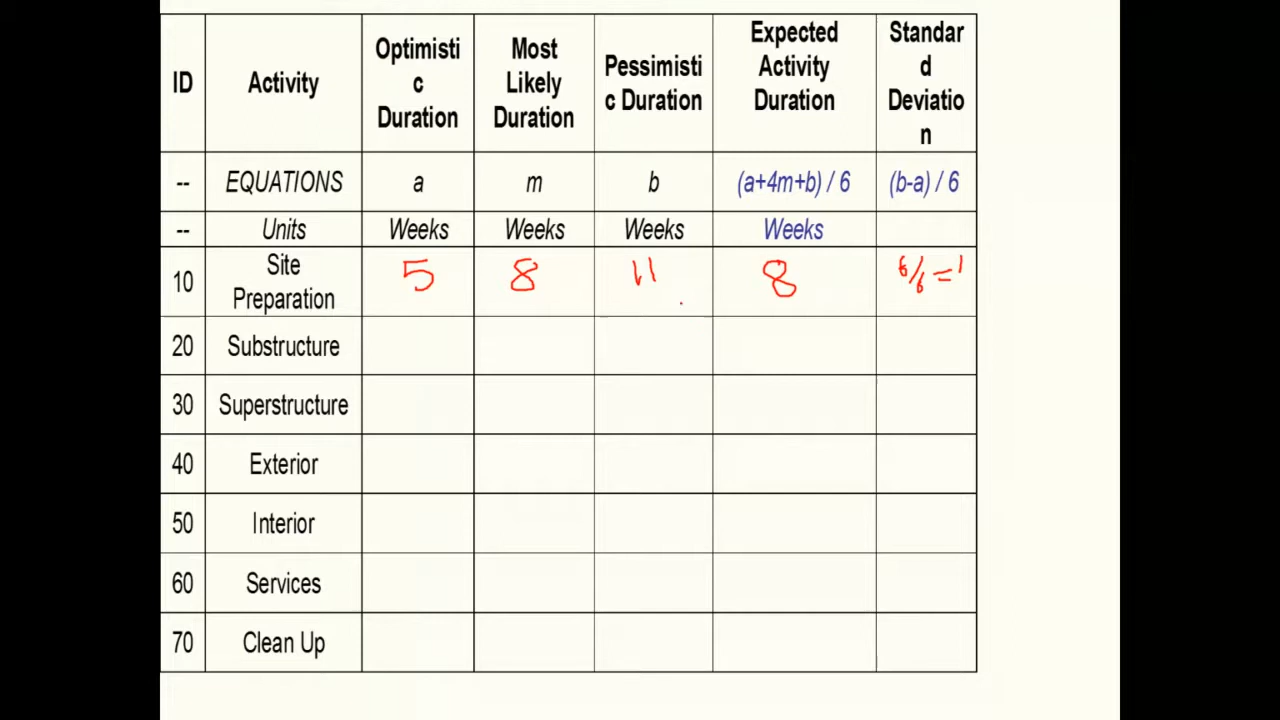 ID Activity Optimisti c Duration Most Likely Duration Pessimisti c Duration Expected Activity Duration Standar d Deviatio n
-- EQUATIONS a m b (a+4m+b) / 6 (b-a) / 6
-- Units Weeks Weeks Weeks Weeks
10 Site Preparation 5 8 11 8 6/6 = 1
20 Substructure
30 Superstructure
40 Exterior
50 Interior
60 Services
70 Clean Up